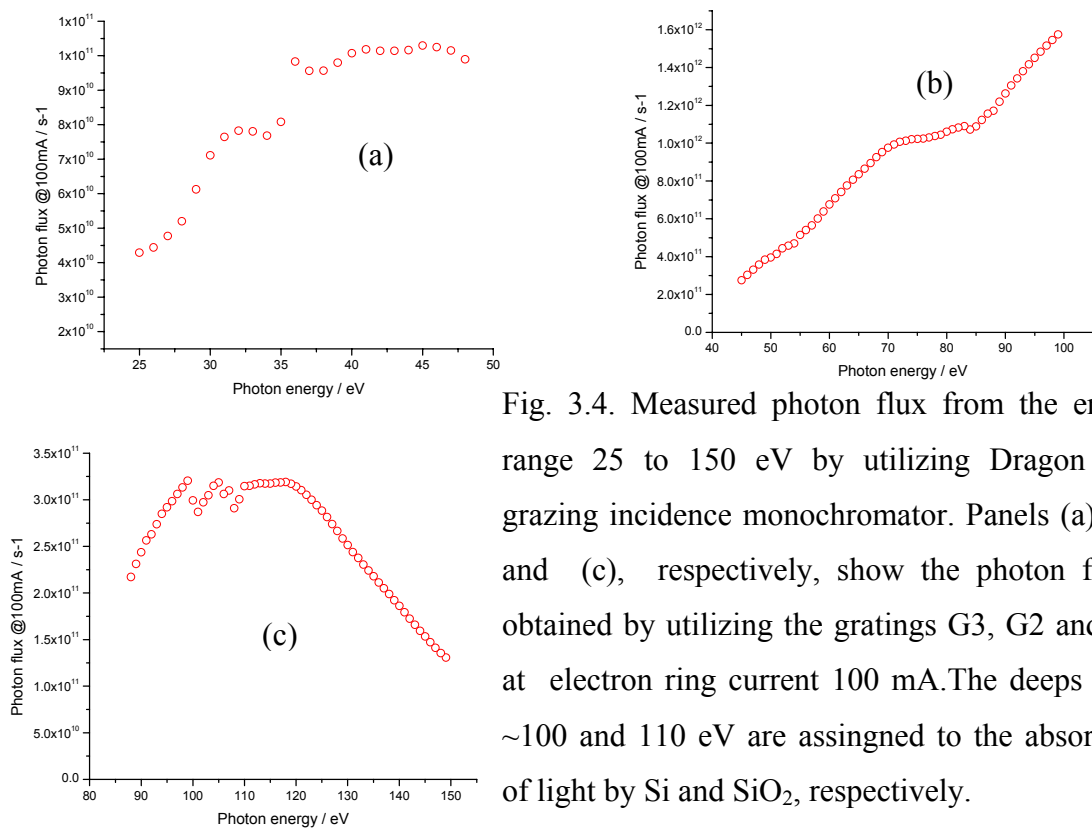 1x10¹¹
1x10¹¹
9x10¹⁰
8x10¹⁰
7x10¹⁰
6x10¹⁰
5x10¹⁰
4x10¹⁰
3x10¹⁰
2x10¹⁰
Photon flux @100mA / s-1
(a)
25 30 35 40 45 50
Photon energy / eV
1.6x10¹²
1.4x10¹²
1.2x10¹²
1.0x10¹²
8.0x10¹¹
6.0x10¹¹
4.0x10¹¹
2.0x10¹¹
0.0
Photon flux @100mA / s-1
(b)
40 50 60 70 80 90 100
Photon energy / eV
3.5x10¹¹
3.0x10¹¹
2.5x10¹¹
2.0x10¹¹
1.5x10¹¹
1.0x10¹¹
5.0x10¹⁰
0.0
Photon flux @100mA / s-1
(c)
80 90 100 110 120 130 140 150
Photon energy / eV
Fig. 3.4. Measured photon flux from the en
range 25 to 150 eV by utilizing Dragon
grazing incidence monochromator. Panels (a)
and (c), respectively, show the photon f
obtained by utilizing the gratings G3, G2 and
at electron ring current 100 mA.The deeps
~100 and 110 eV are assingned to the absor
of light by Si and SiO₂, respectively.